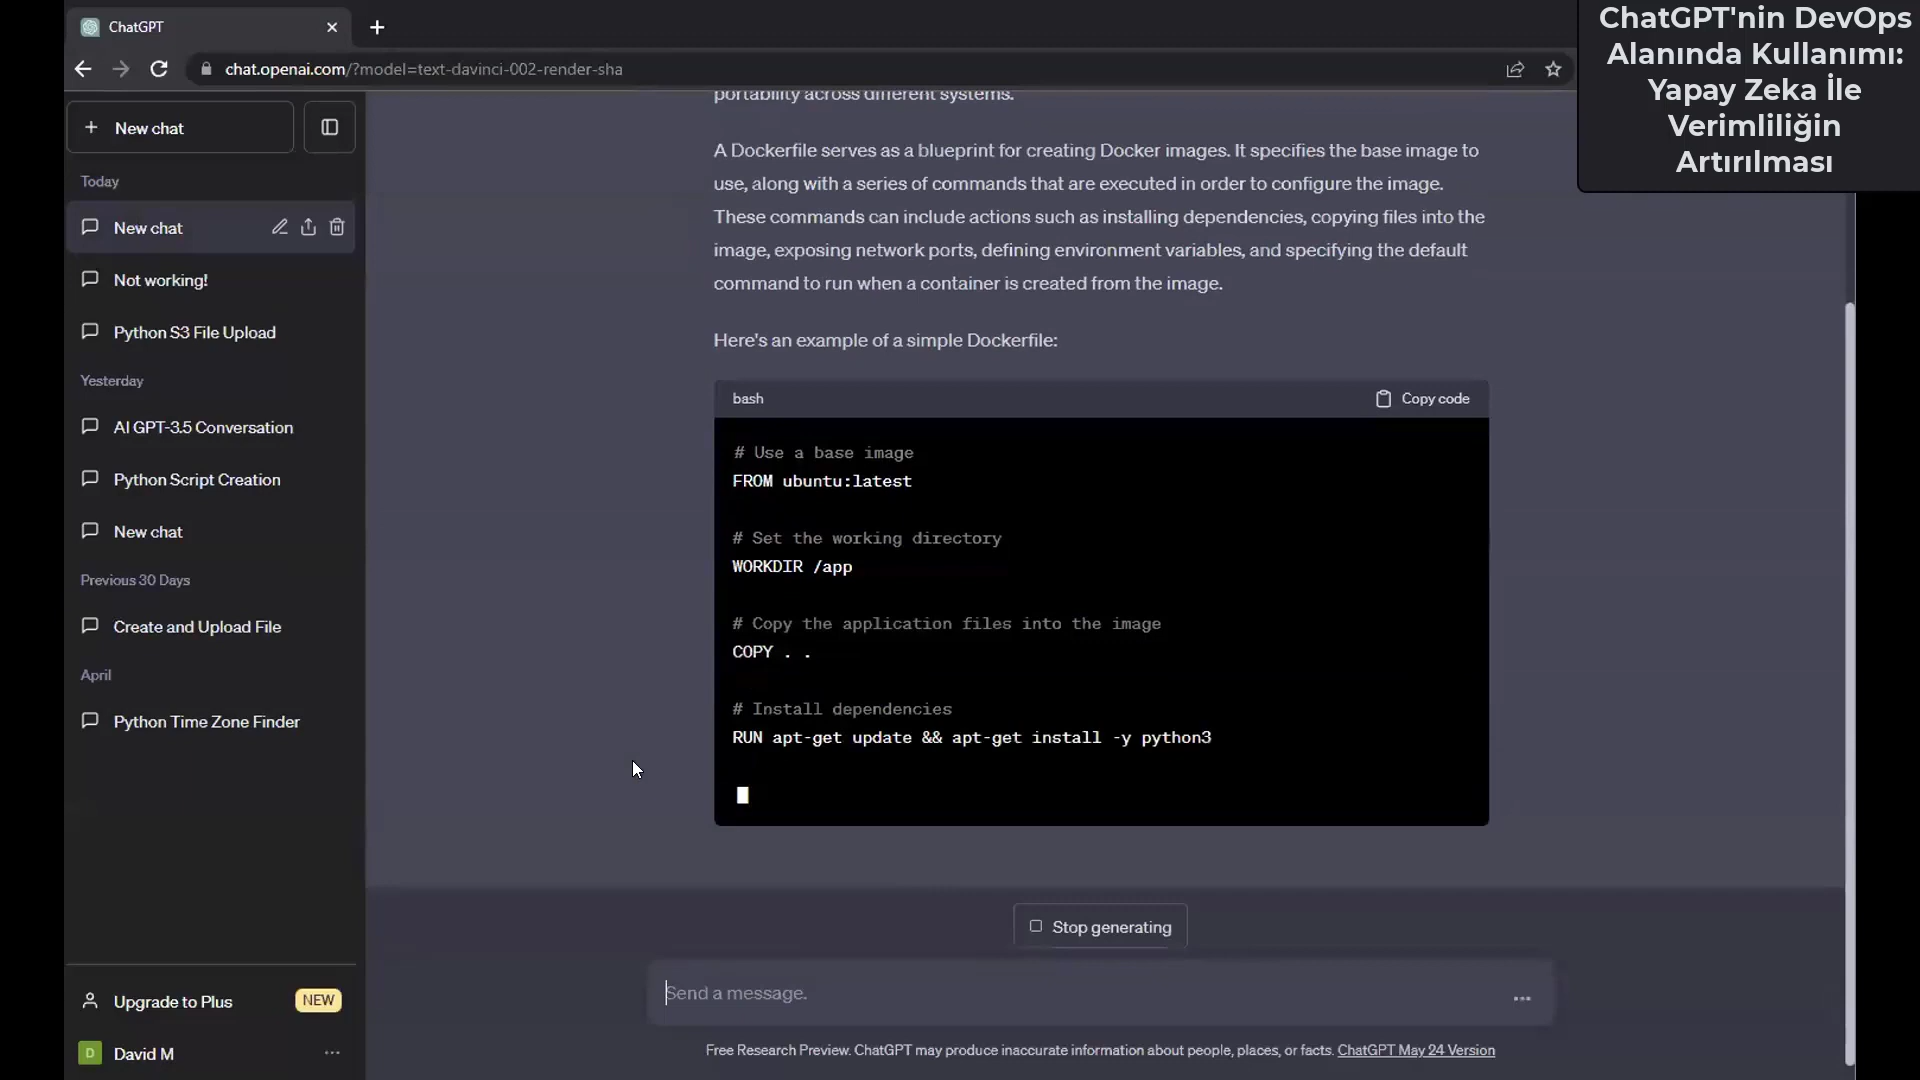 ChatGPT
chat.openai.com/?model=text-davinci-002-render-sha
ChatGPT'nin DevOps
Alanında Kullanımı:
Yapay Zeka İle
Verimliliğin
Artırılması
New chat
Today
New chat
Not working!
Python S3 File Upload
Yesterday
AI GPT-3.5 Conversation
Python Script Creation
New chat
Previous 30 Days
Create and Upload File
April
Python Time Zone Finder
Upgrade to Plus NEW
D David M
portability across different systems.
A Dockerfile serves as a blueprint for creating Docker images. It specifies the base image to
use, along with a series of commands that are executed in order to configure the image.
These commands can include actions such as installing dependencies, copying files into the
image, exposing network ports, defining environment variables, and specifying the default
command to run when a container is created from the image.
Here's an example of a simple Dockerfile:
bash Copy code
# Use a base image
FROM ubuntu:latest
# Set the working directory
WORKDIR /app
# Copy the application files into the image
COPY . .
# Install dependencies
RUN apt-get update && apt-get install -y python3
Stop generating
Send a message.
Free Research Preview. ChatGPT may produce inaccurate information about people, places, or facts. ChatGPT May 24 Version